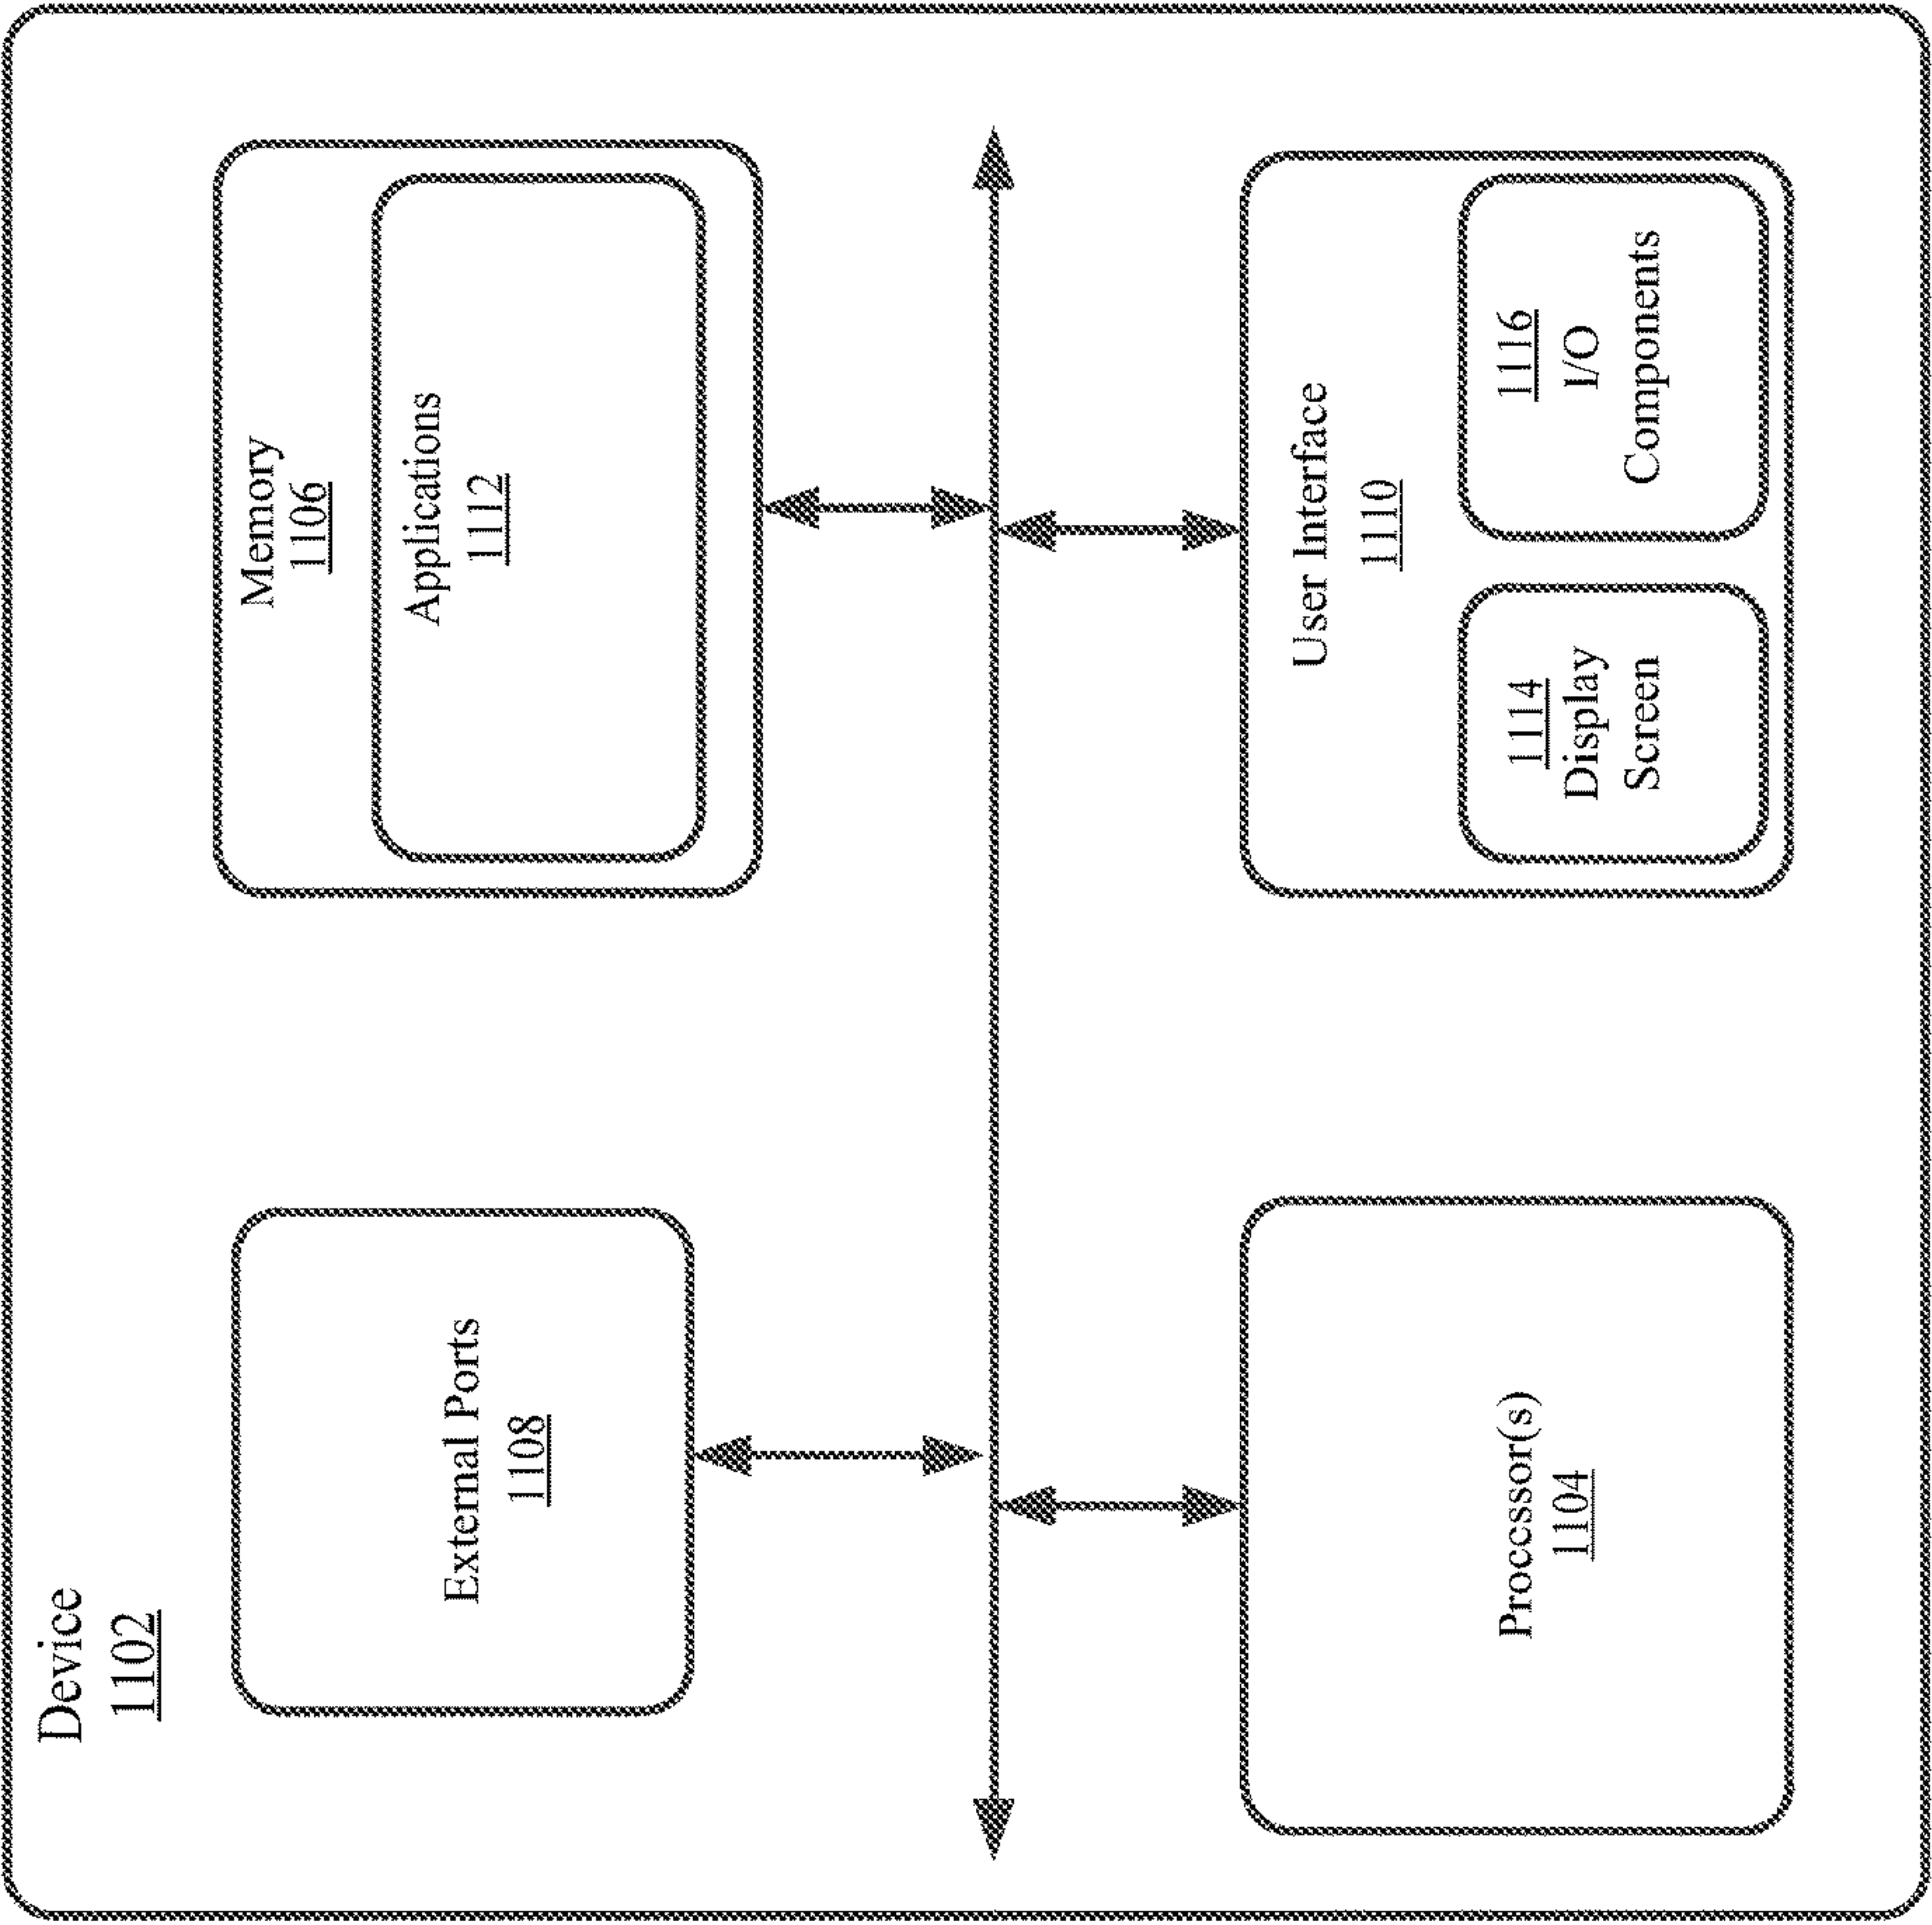 Device
1102
External Ports
1108
Memory
1106
Applications
1112
Processor(s)
1104
User Interface
1110
1114
Display
Screen
1116
I/O
Components